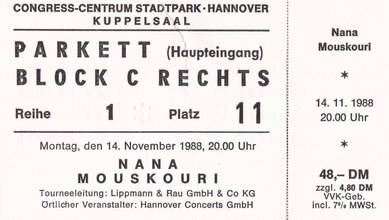 CONGRESS-CENTRUM STADTPARK · HANNOVER
KUPPELSAAL
PARKETT (Haupteingang)
BLOCK C RECHTS
Reihe 1 Platz 11
Montag, den 14. November 1988, 20.00 Uhr
NANA
MOUSKOURI
Tourneeleitung: Lippmann & Rau GmbH & Co KG
Örtlicher Veranstalter: Hannover Concerts GmbH
Nana
Mouskouri
*
14. 11. 1988
20.00 Uhr
*
48,– DM
zzgl. 4,80 DM
VVK-Geb.
incl. 7% MWSt.